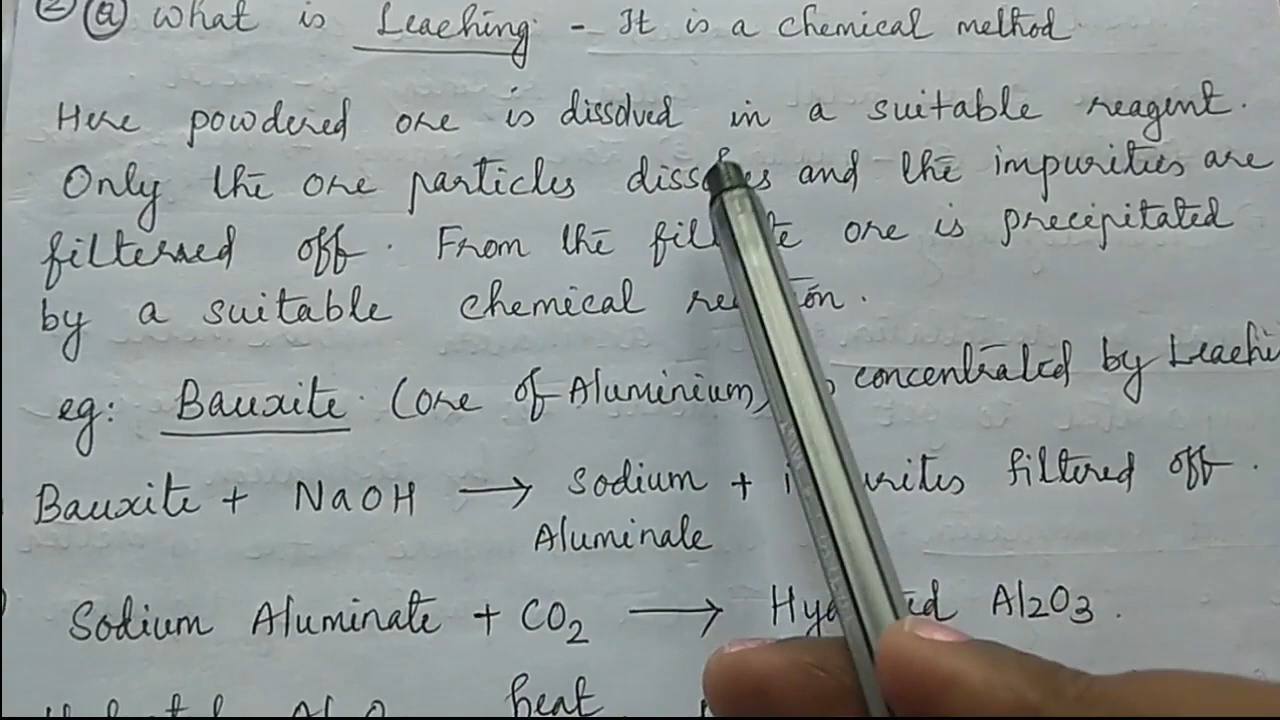 ② ⓐ What is Leaching - It is a chemical method
Here powdered ore is dissolved in a suitable reagent.
Only the ore particles and the impurities are
filterred off. From the ore is precipitated
by a suitable chemical
eg: Bauxite (ore of Aluminium) concentrated by
Bauxite + NaOH → Sodium + filtered off.
Aluminate
Sodium Aluminate + CO2 → Al2O3.
heat